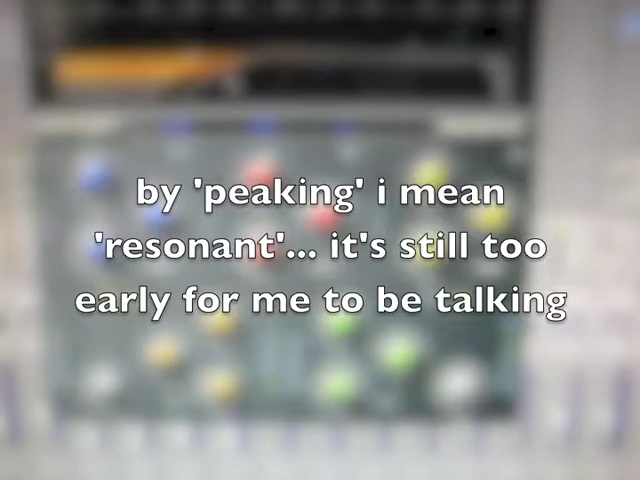 by 'peaking' i mean
'resonant'... it's still too
early for me to be talking